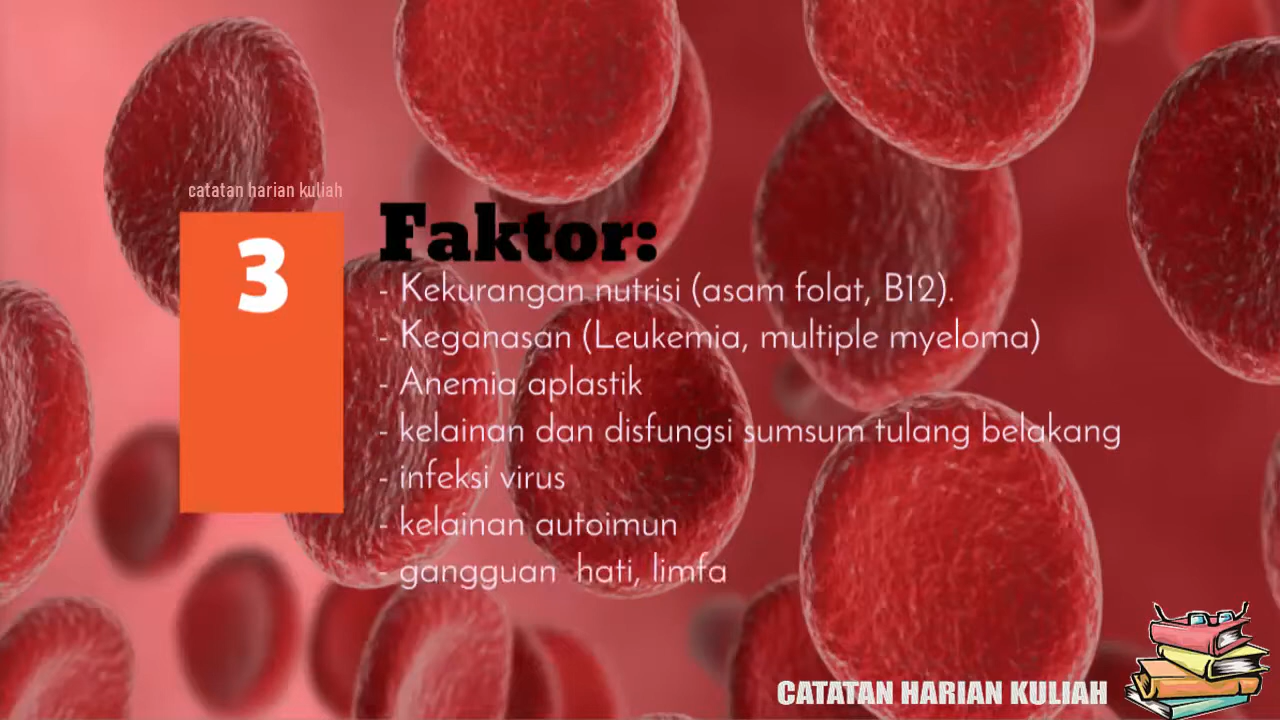 catatan harian kuliah
3
Faktor:
- Kekurangan nutrisi (asam folat, B12).
- Keganasan (Leukemia, multiple myeloma)
- Anemia aplastik
- kelainan dan disfungsi sumsum tulang belakang
- infeksi virus
- kelainan autoimun
- gangguan hati, limfa
CATATAN HARIAN KULIAH